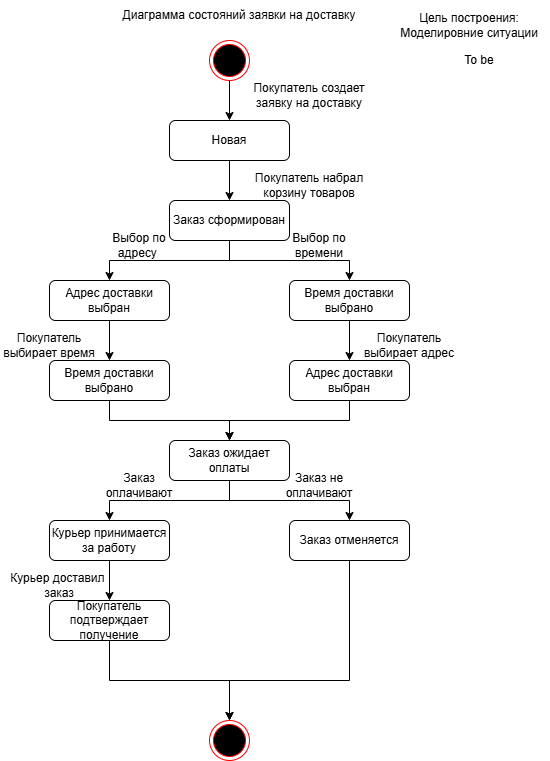 Диаграмма состояний заявки на доставку
Цель построения:
Моделировние ситуации
To be
Покупатель создает
заявку на доставку
Новая
Покупатель набрал
корзину товаров
Заказ сформирован
Выбор по
адресу
Выбор по
времени
Адрес доставки
выбран
Время доставки
выбрано
Покупатель
выбирает время
Покупатель
выбирает адрес
Время доставки
выбрано
Адрес доставки
выбран
Заказ ожидает
оплаты
Заказ
оплачивают
Заказ не
оплачивают
Курьер принимается
за работу
Заказ отменяется
Курьер доставил
заказ
Покупатель
подтверждает
получение